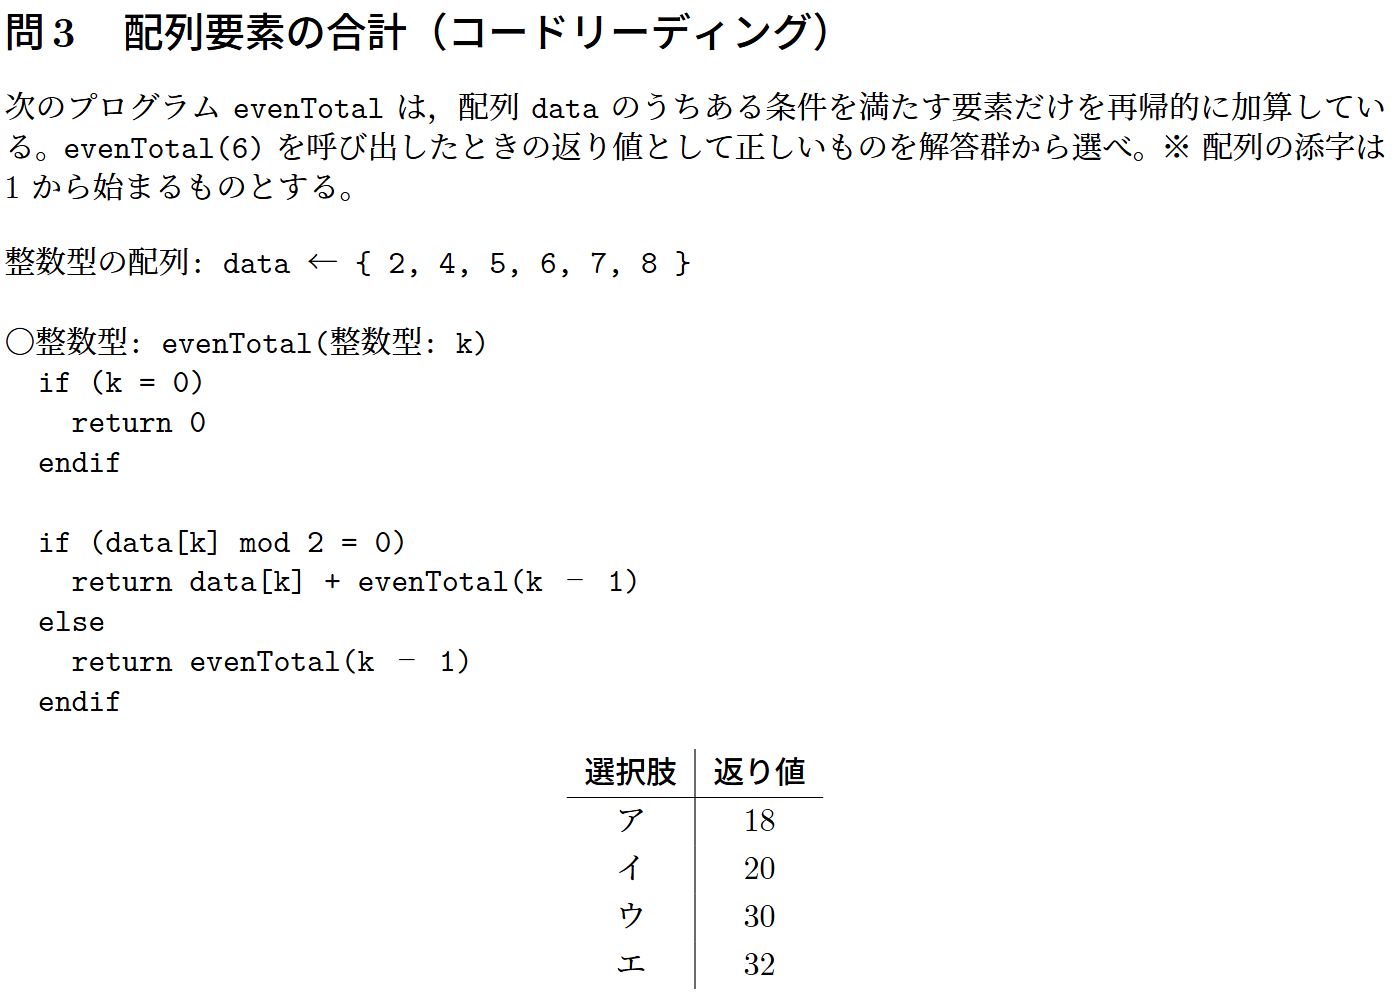 問 3　配列要素の合計（コードリーディング）
次のプログラム evenTotal は，配列 data のうちある条件を満たす要素だけを再帰的に加算してい
る。evenTotal(6) を呼び出したときの返り値として正しいものを解答群から選べ。※ 配列の添字は
1 から始まるものとする。
整数型の配列: data ← { 2, 4, 5, 6, 7, 8 }
〇整数型: evenTotal(整数型: k)
  if (k = 0)
    return 0
  endif
  if (data[k] mod 2 = 0)
    return data[k] + evenTotal(k − 1)
  else
    return evenTotal(k − 1)
  endif
選択肢 返り値
ア 18
イ 20
ウ 30
エ 32